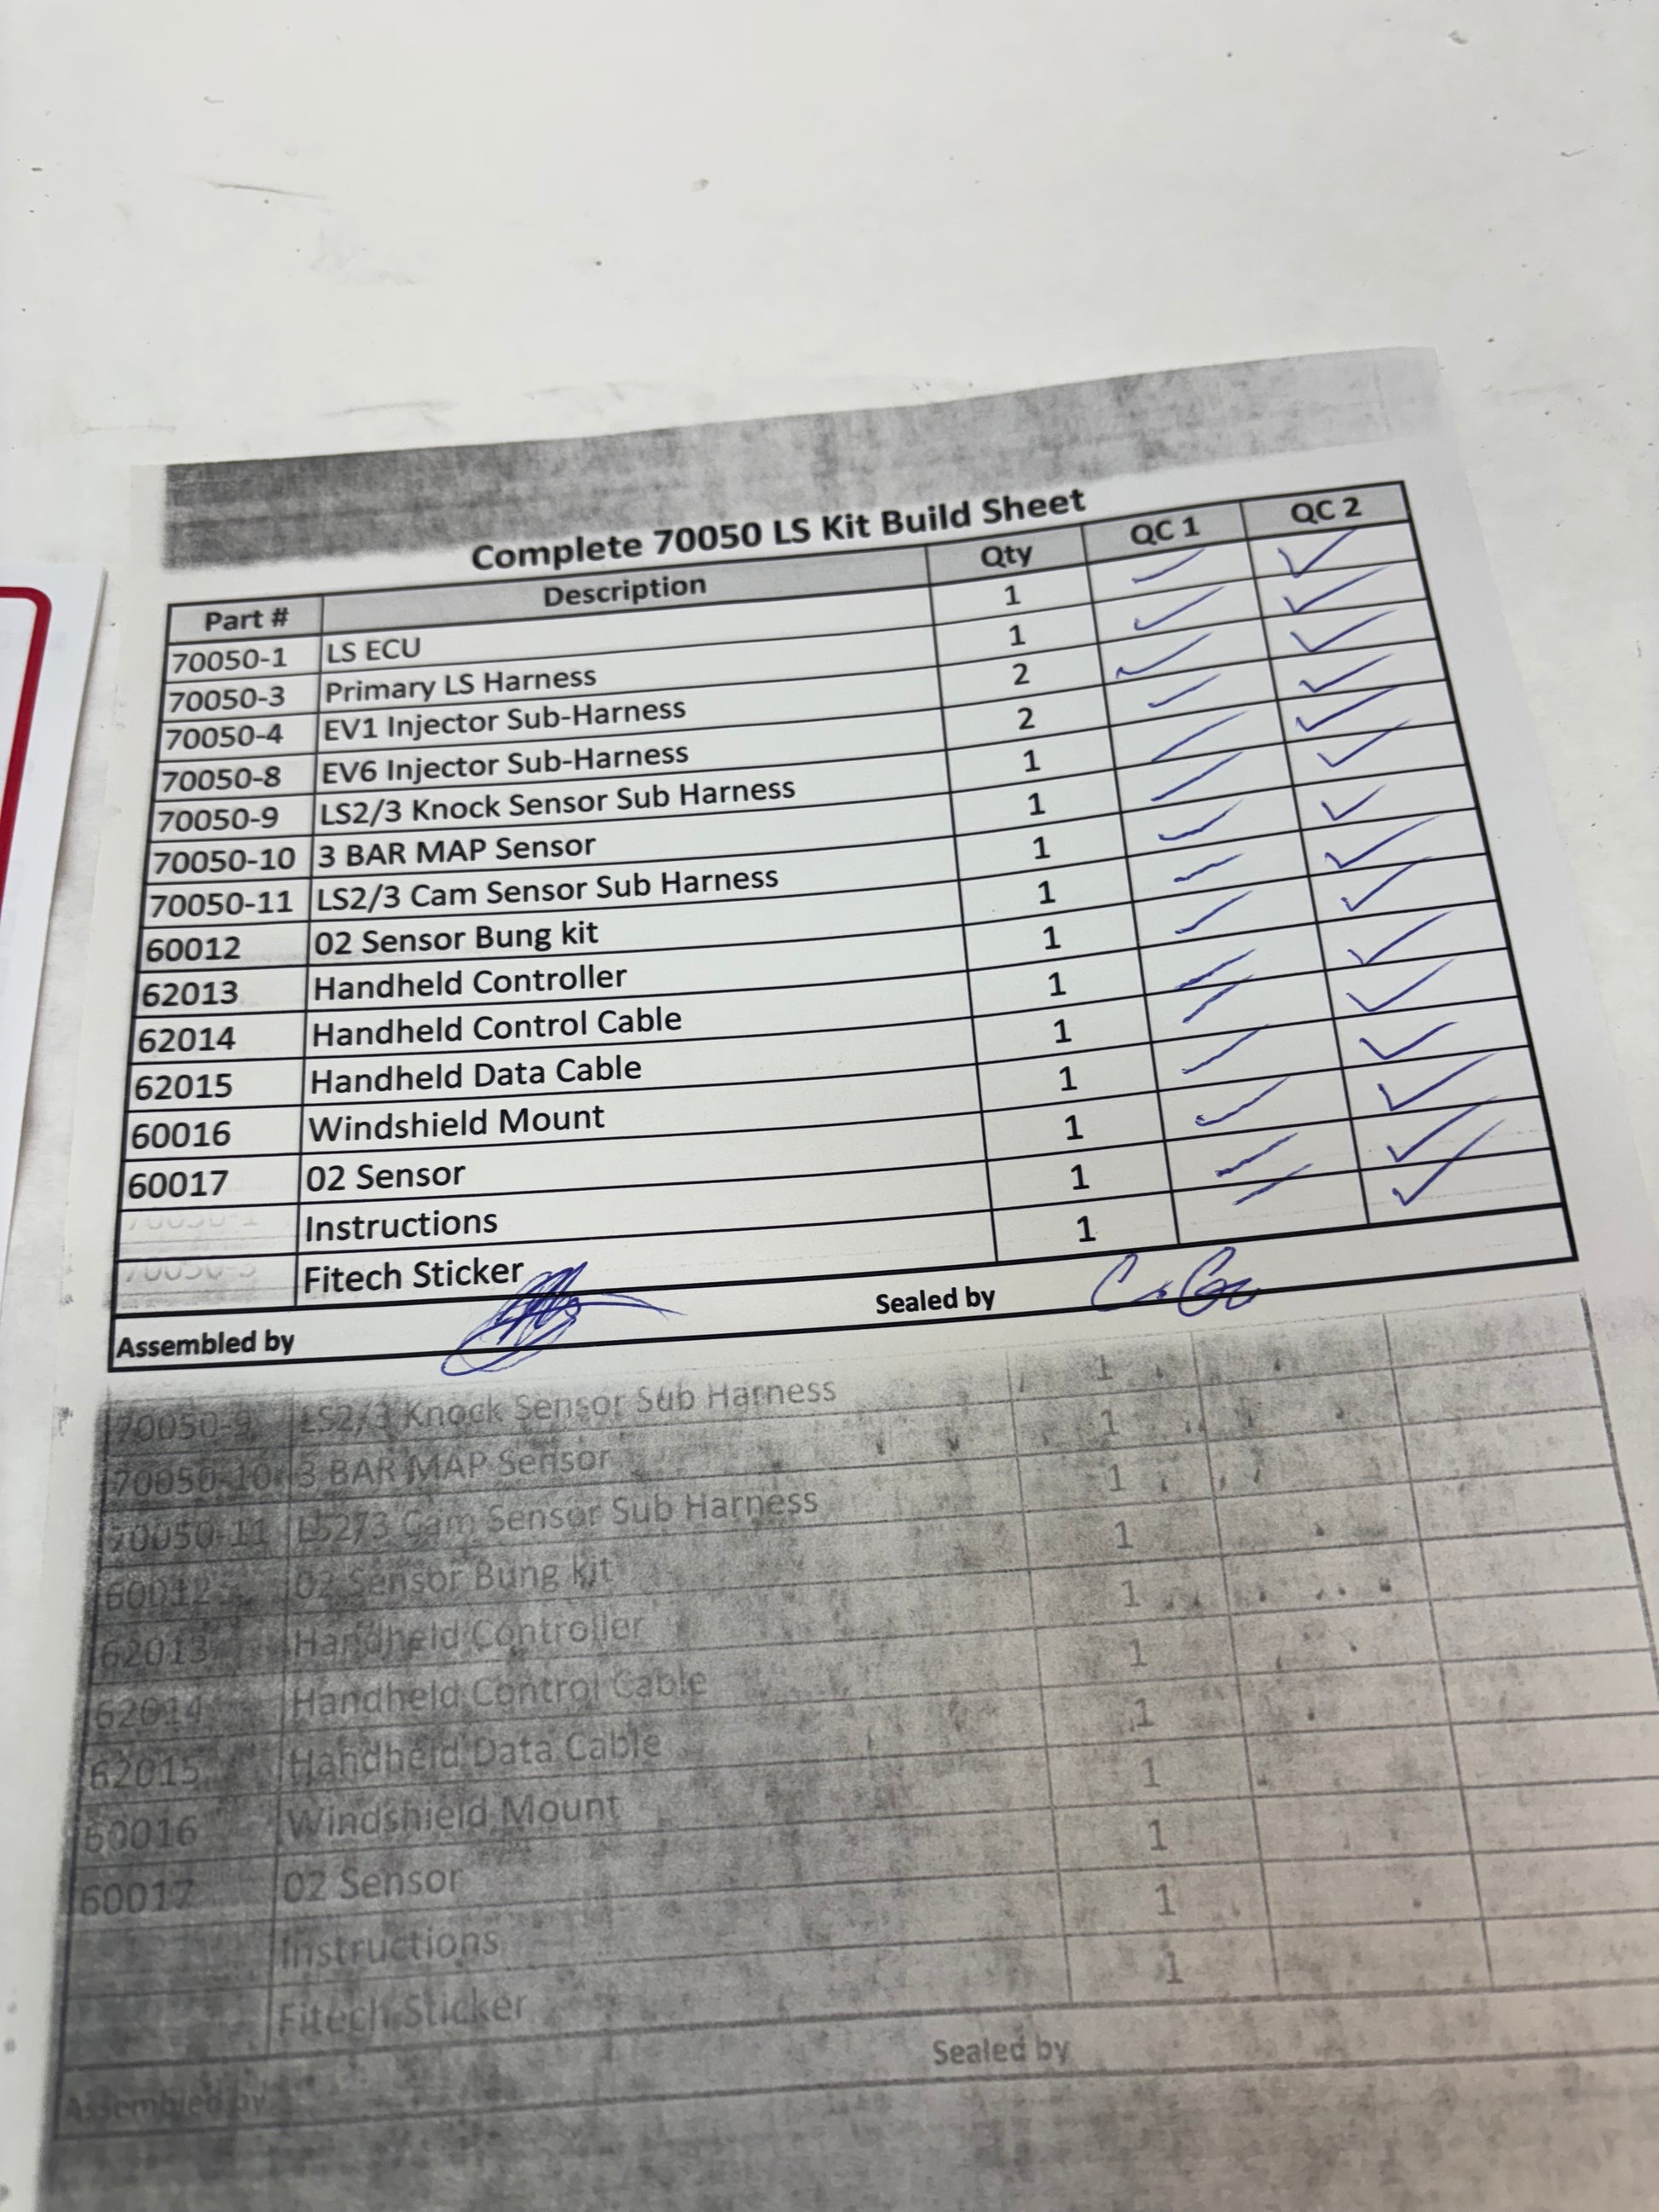 Complete 70050 LS Kit Build Sheet
Part # Description Qty QC 1 QC 2
70050-1 LS ECU 1 ✓ ✓
70050-3 Primary LS Harness 1 ✓ ✓
70050-4 EV1 Injector Sub-Harness 2 ✓ ✓
70050-8 EV6 Injector Sub-Harness 2 ✓ ✓
70050-9 LS2/3 Knock Sensor Sub Harness 1 ✓ ✓
70050-10 3 BAR MAP Sensor 1 ✓ ✓
70050-11 LS2/3 Cam Sensor Sub Harness 1 ✓ ✓
60012 02 Sensor Bung kit 1 ✓ ✓
62013 Handheld Controller 1 ✓ ✓
62014 Handheld Control Cable 1 ✓ ✓
62015 Handheld Data Cable 1 ✓ ✓
60016 Windshield Mount 1 ✓ ✓
60017 02 Sensor 1 ✓ ✓
Instructions 1 ✓ ✓
Fitech Sticker 1 ✓ ✓
Assembled by Sealed by
70050-9 LS2/3 Knock Sensor Sub Harness 1
70050-10 3 BAR MAP Sensor 1
70050-11 LS2/3 Cam Sensor Sub Harness 1
60012 02 Sensor Bung kit 1
62013 Handheld Controller 1
62014 Handheld Control Cable 1
62015 Handheld Data Cable 1
60016 Windshield Mount 1
60017 02 Sensor 1
Instructions 1
Fitech Sticker 1
Assembled by Sealed by